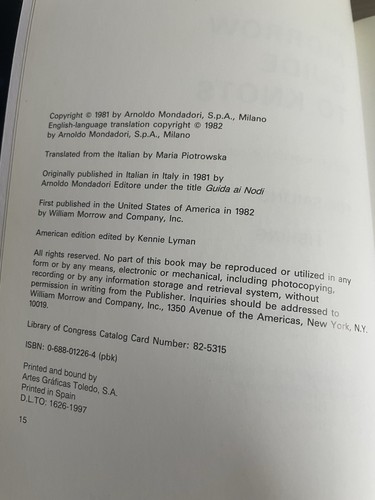 Copyright © 1981 by Arnoldo Mondadori, S.p.A., Milano
English-language translation copyright © 1982
by Arnoldo Mondadori, S.p.A., Milano
Translated from the Italian by Maria Piotrowska
Originally published in Italian in Italy in 1981 by
Arnoldo Mondadori Editore under the title Guida ai Nodi
First published in the United States of America in 1982
by William Morrow and Company, Inc.
American edition edited by Kennie Lyman
All rights reserved. No part of this book may be reproduced or utilized in any
form or by any means, electronic or mechanical, including photocopying,
recording or by any information storage and retrieval system, without
permission in writing from the Publisher. Inquiries should be addressed to
William Morrow and Company, Inc., 1350 Avenue of the Americas, New York, N.Y.
10019.
Library of Congress Catalog Card Number: 82-5315
ISBN: 0-688-01226-4 (pbk)
Printed and bound by
Artes Gráficas Toledo, S.A.
Printed in Spain
D.L.TO: 1626-1997
15